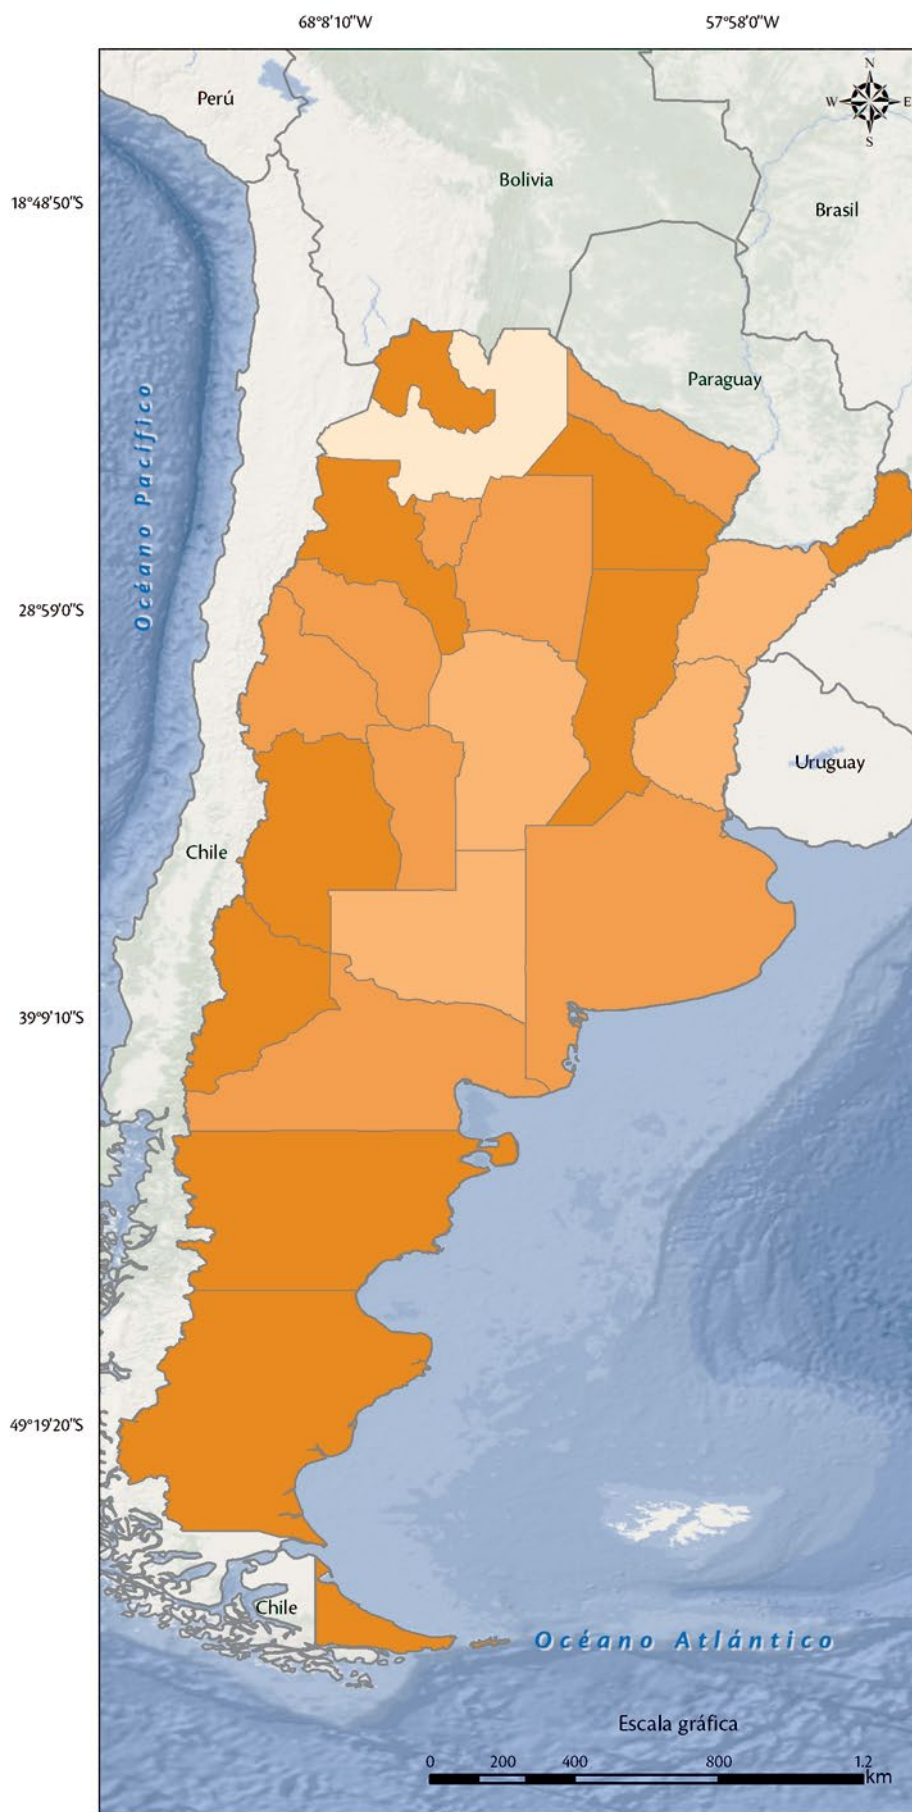 68°8'10"W
57°58'0"W
N
W
E
S
Perú
Bolivia
Brasil
18°48'50"S
Paraguay
Océano Pacífico
28°59'0"S
Uruguay
Chile
39°9'10"S
49°19'20"S
Chile
Océano Atlántico
Escala gráfica
0 200 400 800 1.2
km